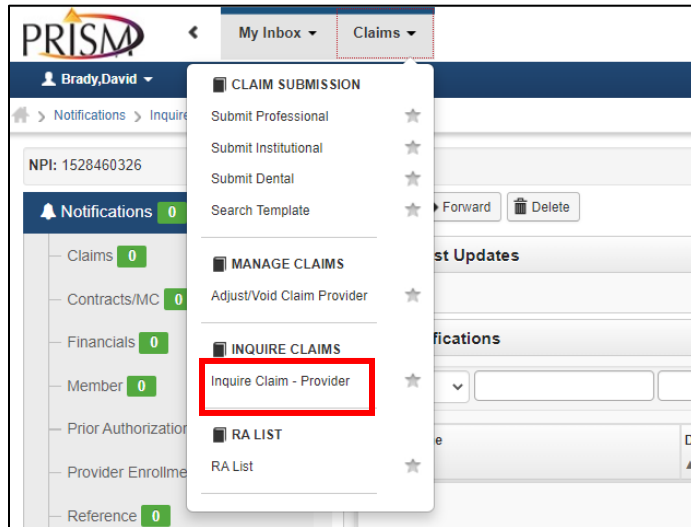 PRISM
My Inbox
Claims
Brady,David
Notifications
Inquire
NPI: 1528460326
CLAIM SUBMISSION
Submit Professional
Submit Institutional
Submit Dental
Search Template
MANAGE CLAIMS
Adjust/Void Claim Provider
INQUIRE CLAIMS
Inquire Claim - Provider
RA LIST
RA List
Notifications 0
Claims 0
Contracts/MC 0
Financials 0
Member 0
Prior Authorization
Provider Enrollme
Reference 0
Forward
Delete
st Updates
fications
e
D